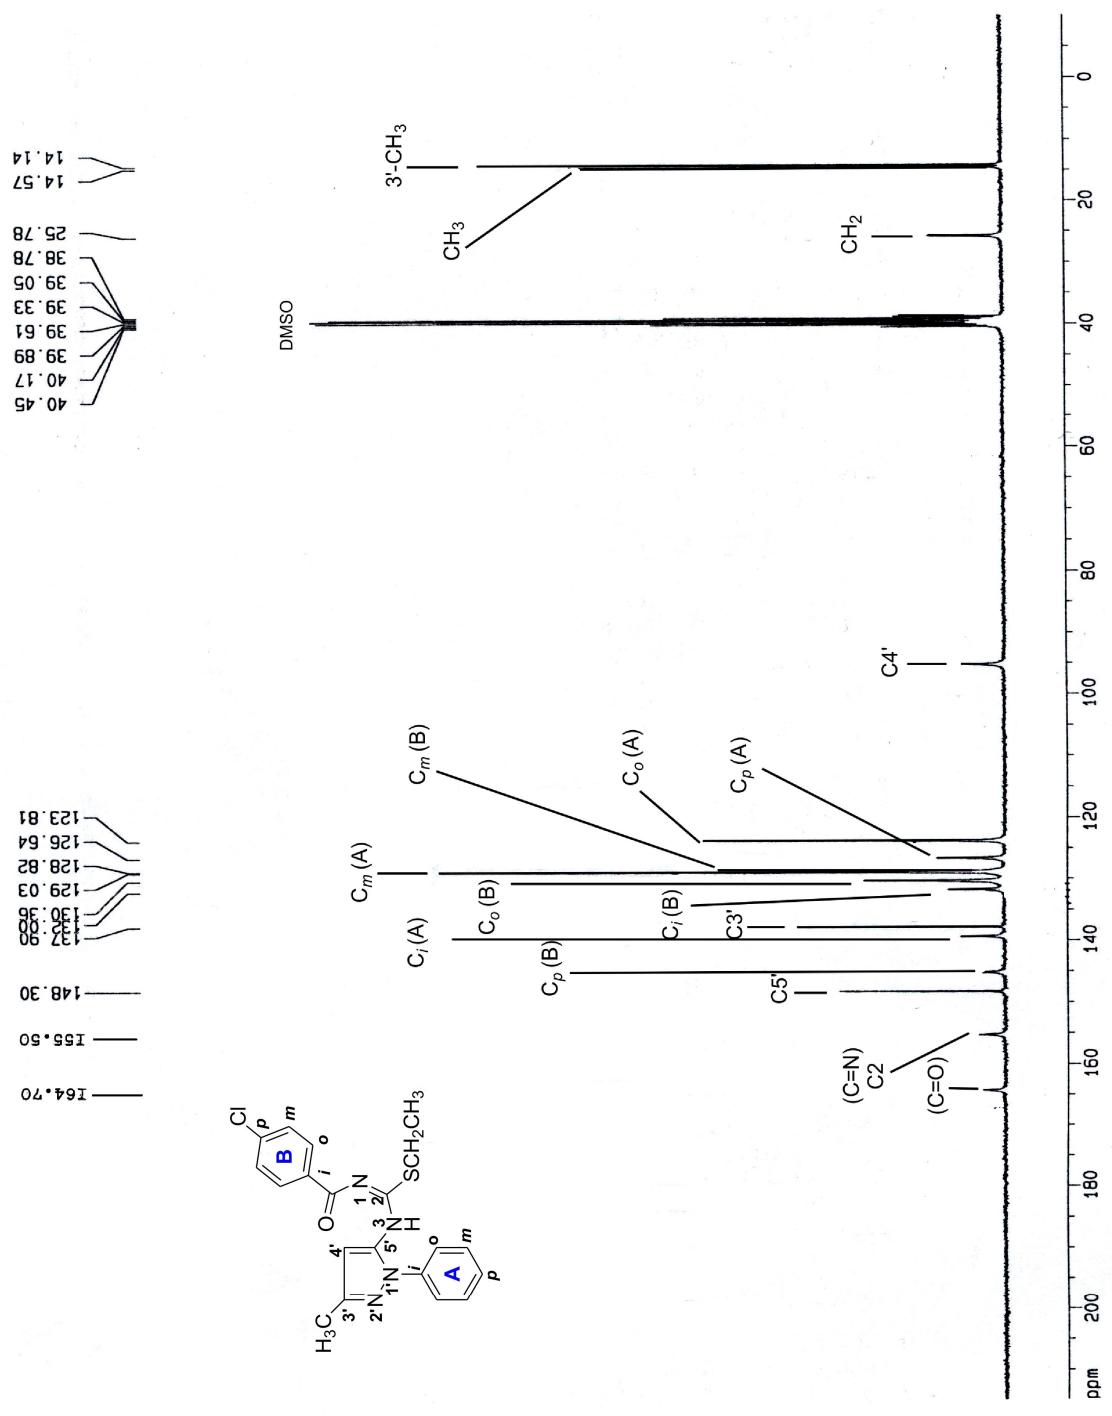 14.14
14.57
25.78
38.78
39.05
39.33
39.61
39.89
40.17
40.45
123.81
126.64
128.82
129.03
130.36
132.00
137.90
148.30
155.50
164.70
3'-CH3
CH3
CH2
DMSO
C4'
Cm (B)
Co (A)
Cp (A)
Cm (A)
Co (B)
Ci (B)
C3'
Ci (A)
Cp (B)
C5'
(C=N)
C2
(C=O)
Cl
p
m
o
B
i
O
N
1
2
SCH2CH3
3
N
H
4'
5'
H3C
3'
N
2'
N
1'
i
o
m
p
A
0
20
40
60
80
100
120
140
160
180
200
ppm